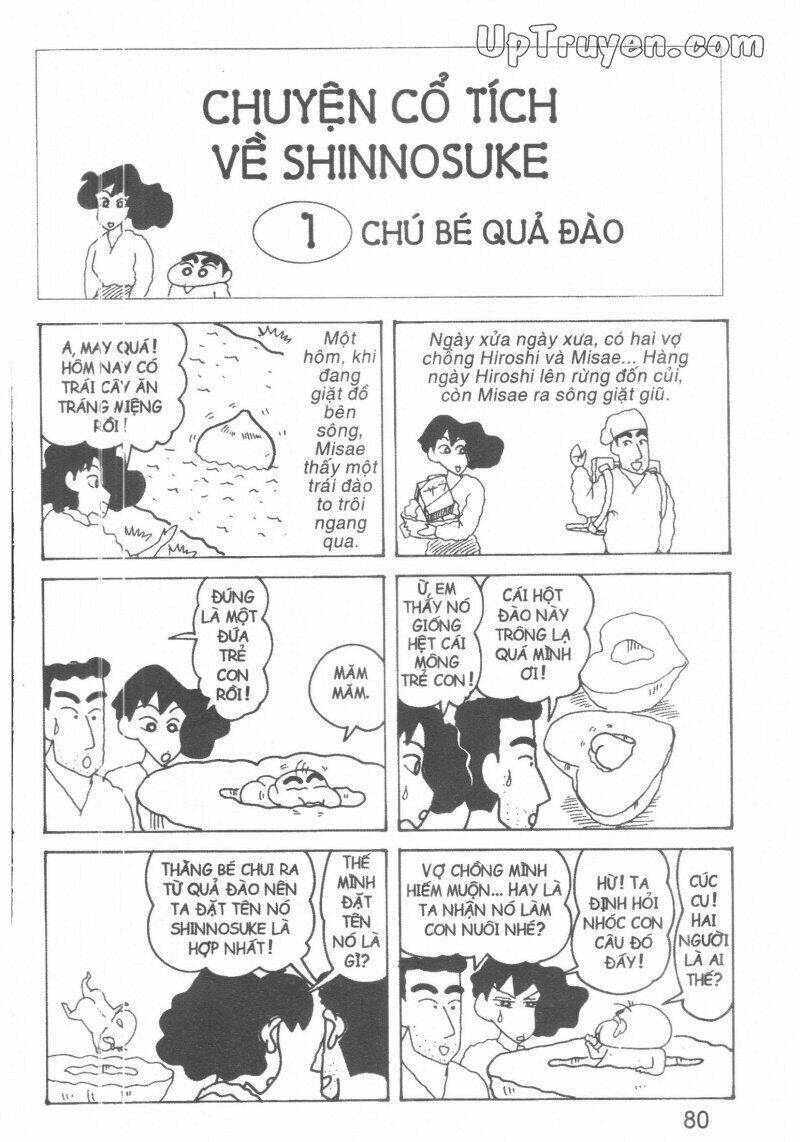 UpTruyen.com
CHUYỆN CỔ TÍCH
VỀ SHINNOSUKE
1 CHÚ BÉ QUẢ ĐÀO
Ngày xửa ngày xưa, có hai vợ
chồng Hiroshi và Misae... Hàng
ngày Hiroshi lên rừng đốn củi,
còn Misae ra sông giặt giũ.
Một
hôm, khi
đang
giặt đồ
bên
sông,
Misae
thấy một
trái đào
to trôi
ngang
qua.
A, MAY QUÁ!
HÔM NAY CÓ
TRÁI CÂY ĂN
TRÁNG MIỆNG
RỒI!
CÁI HỘT
ĐÀO NÀY
TRÔNG LẠ
QUÁ MÌNH
ƠI!
Ừ, EM
THẤY NÓ
GIỐNG
HỆT CÁI
MÔNG
TRẺ CON!
MĂM
MĂM.
ĐÚNG
LÀ MỘT
ĐỨA
TRẺ
CON
RỒI!
CÚC
CU!
HAI
NGƯỜI
LÀ AI
THẾ?
HỪ! TA
ĐỊNH HỎI
NHÓC CON
CÂU ĐÓ
ĐẤY!
VỢ CHỒNG MÌNH
HIẾM MUỘN... HAY LÀ
TA NHẬN NÓ LÀM
CON NUÔI NHÉ?
THẾ
MÌNH
ĐẶT
TÊN
NÓ LÀ
GÌ?
THẰNG BÉ CHUI RA
TỪ QUẢ ĐÀO NÊN
TA ĐẶT TÊN NÓ
SHINNOSUKE LÀ
HỢP NHẤT!
80